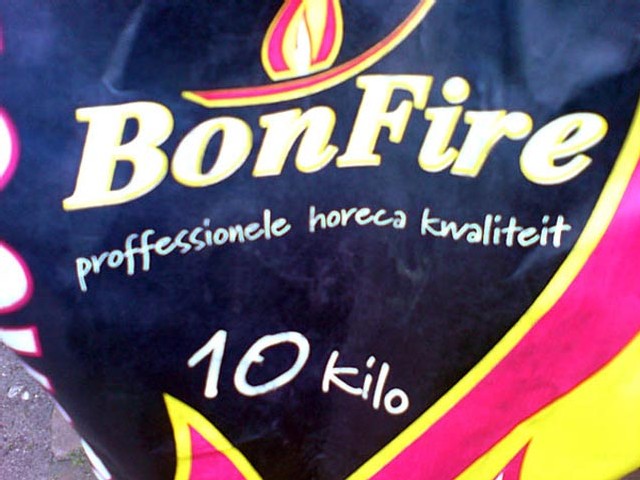 BonFire
proffessionele horeca kwaliteit
10 Kilo